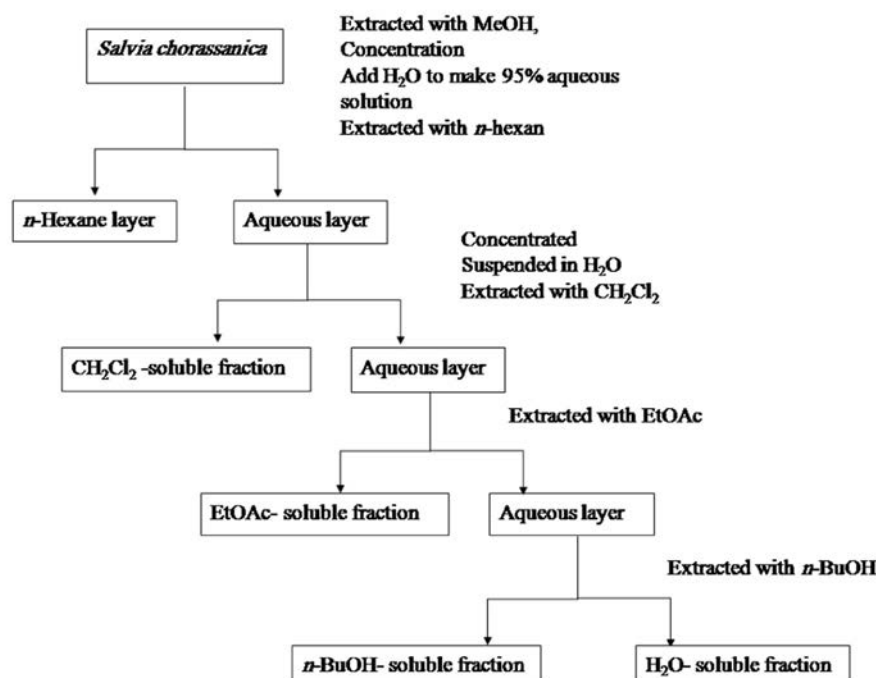 Salvia chorassanica
Extracted with MeOH,
Concentration
Add H₂O to make 95% aqueous
solution
Extracted with n-hexan
n-Hexane layer
Aqueous layer
Concentrated
Suspended in H₂O
Extracted with CH₂Cl₂
CH₂Cl₂ -soluble fraction
Aqueous layer
Extracted with EtOAc
EtOAc- soluble fraction
Aqueous layer
Extracted with n-BuOH
n-BuOH- soluble fraction
H₂O- soluble fraction